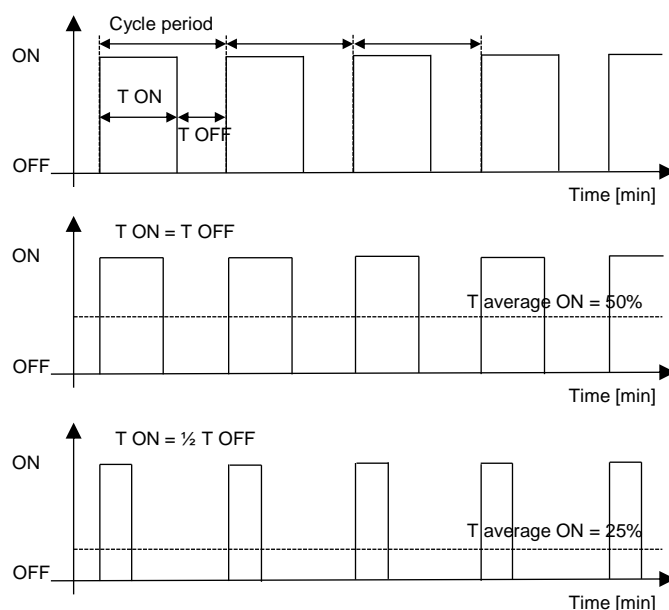 Cycle period
ON
T ON
T OFF
OFF
Time [min]
T ON = T OFF
ON
T average ON = 50%
OFF
Time [min]
T ON = ½ T OFF
ON
T average ON = 25%
OFF
Time [min]